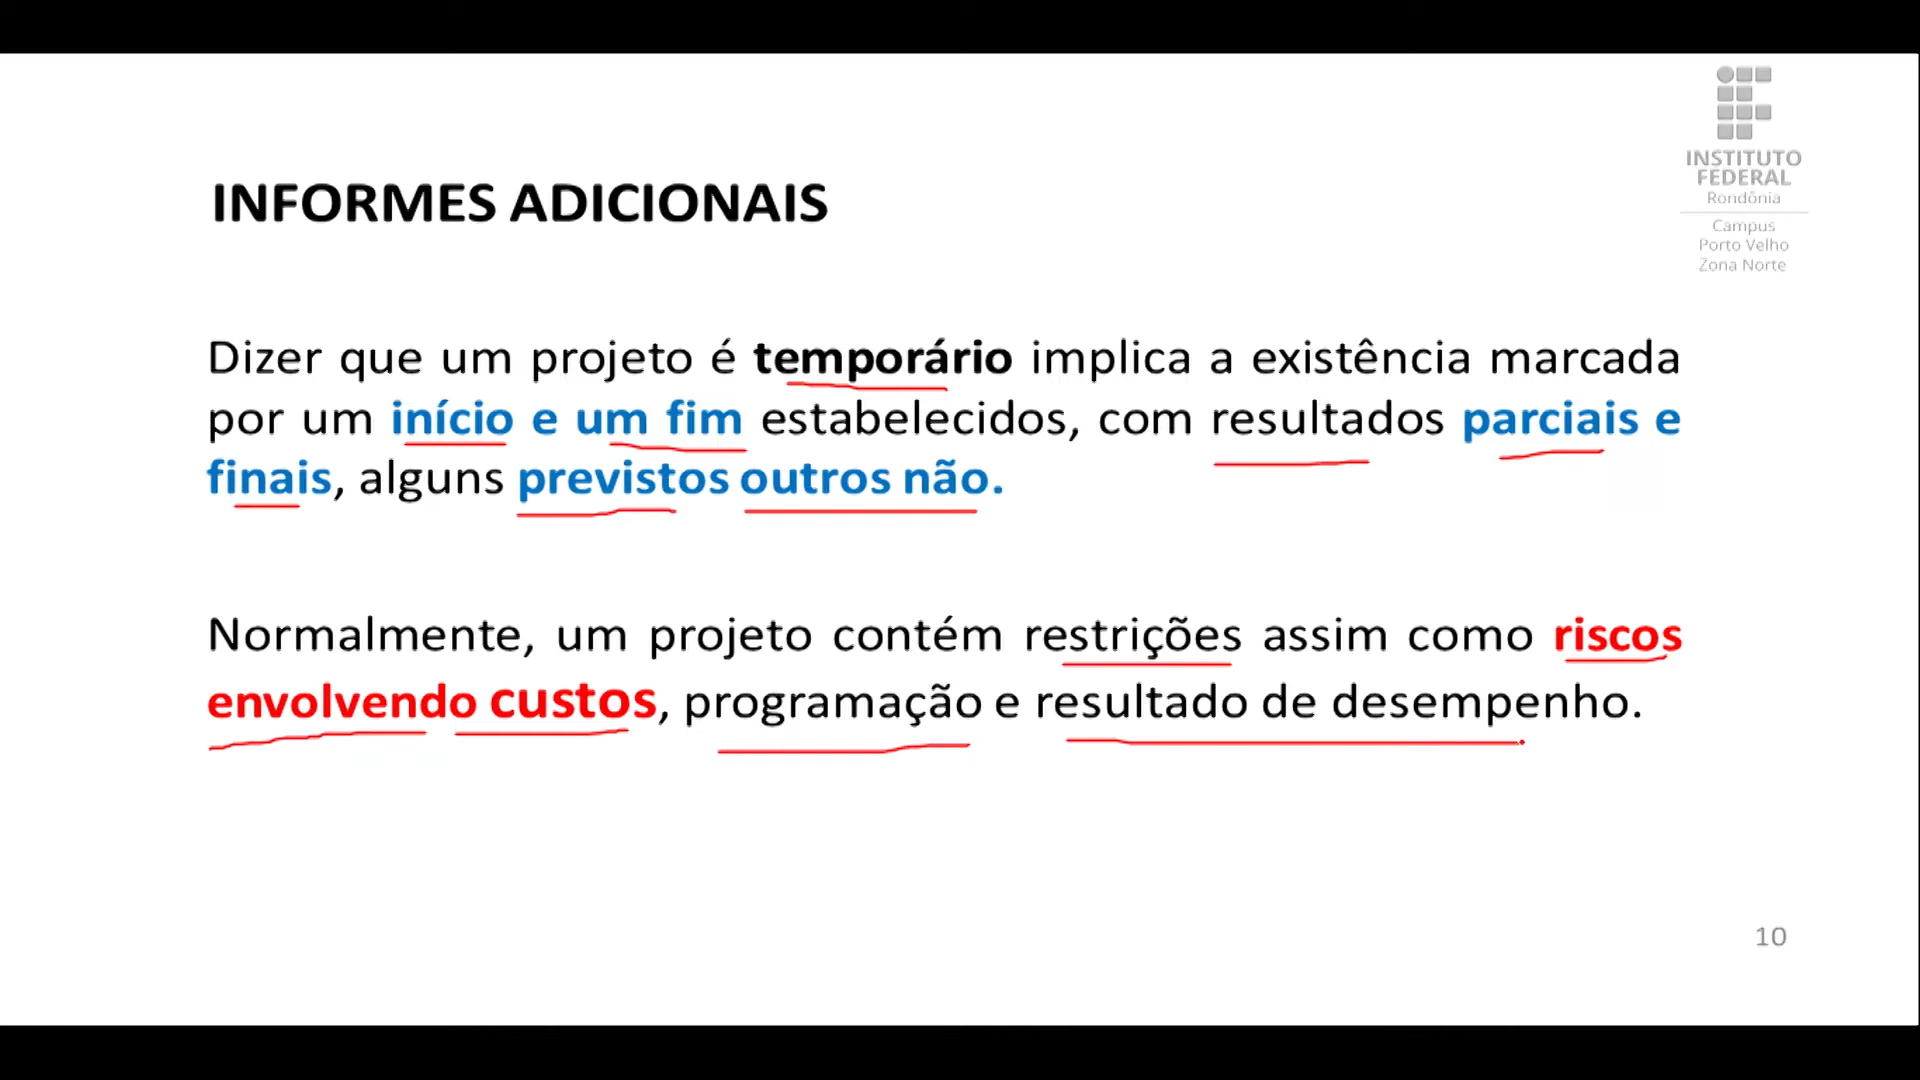 INSTITUTO
FEDERAL
Rondônia
Campus
Porto Velho
Zona Norte
INFORMES ADICIONAIS
Dizer que um projeto é temporário implica a existência marcada
por um início e um fim estabelecidos, com resultados parciais e
finais, alguns previstos outros não.
Normalmente, um projeto contém restrições assim como riscos
envolvendo custos, programação e resultado de desempenho.
10